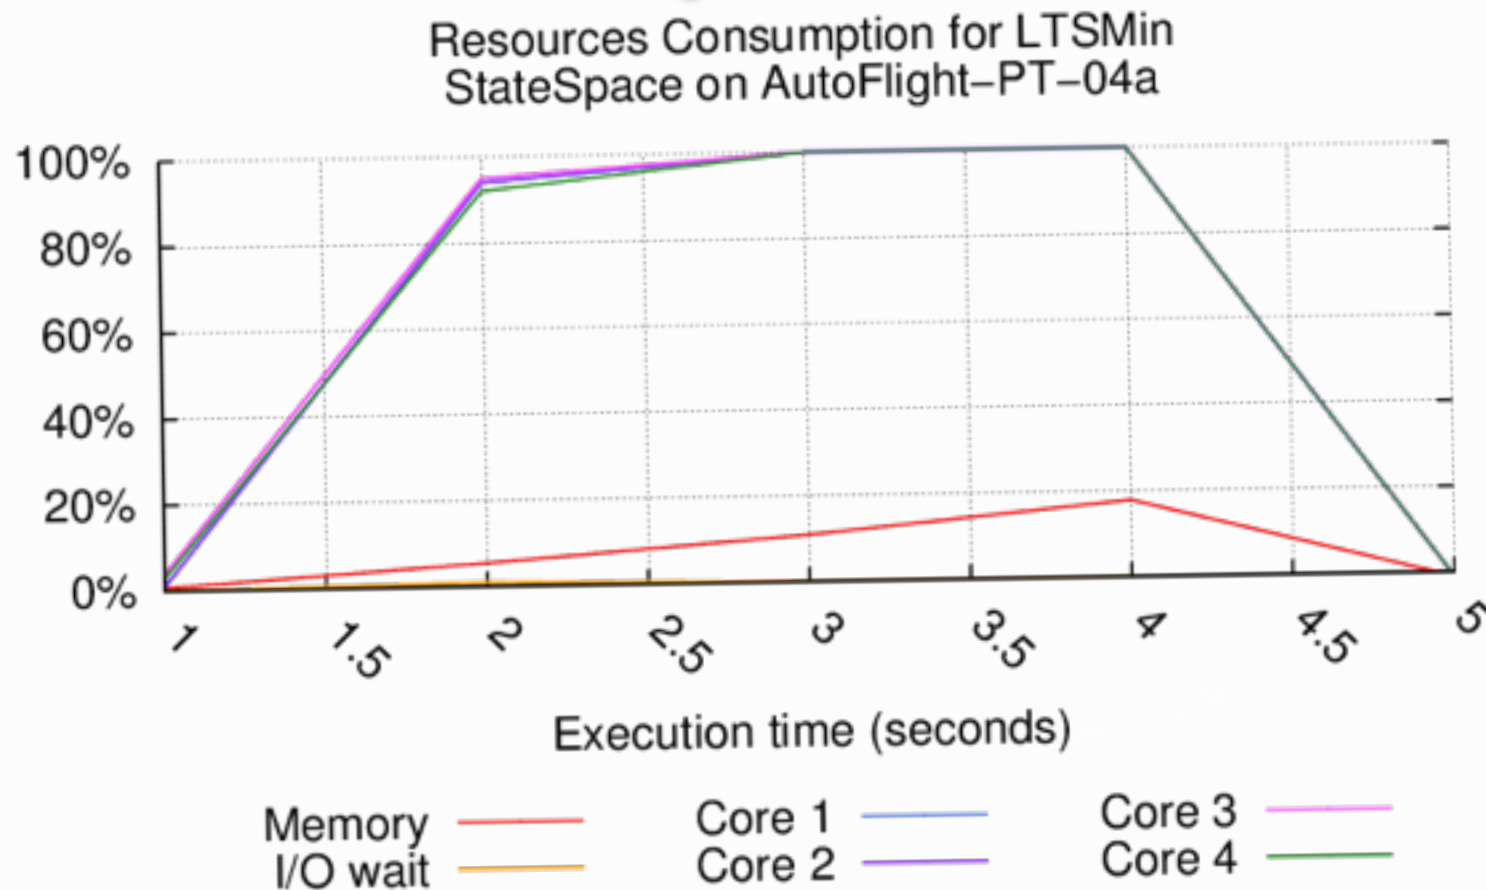 Resources Consumption for LTSMin
StateSpace on AutoFlight−PT−04a
100%
80%
60%
40%
20%
0%
1 1.5 2 2.5 3 3.5 4 4.5 5
Execution time (seconds)
Memory Core 1 Core 3
I/O wait Core 2 Core 4